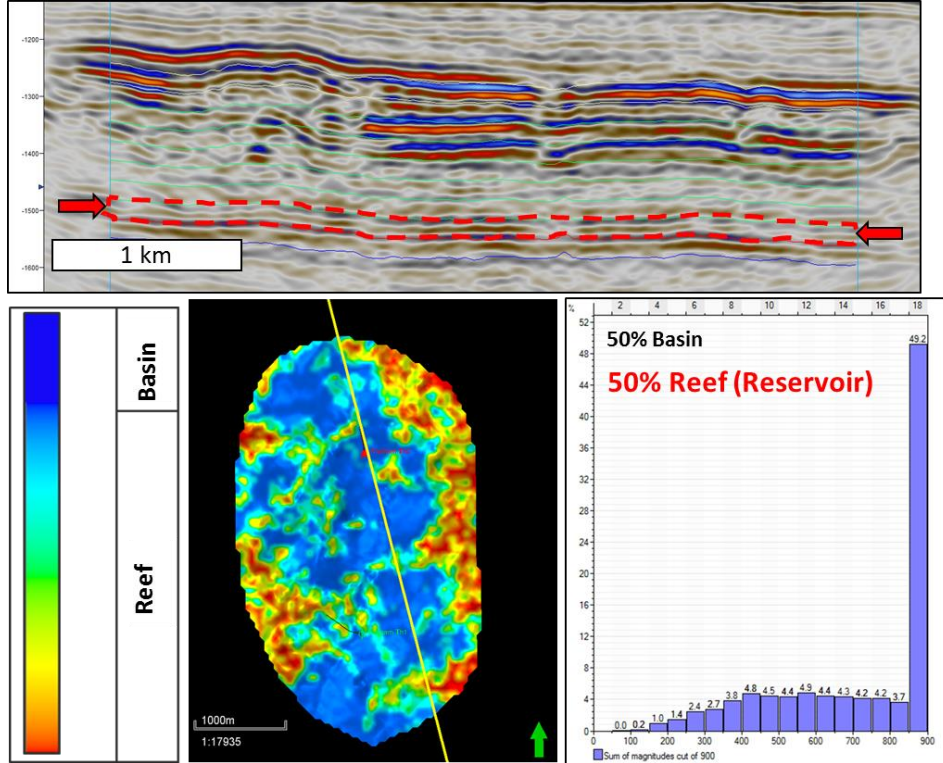 -1200
-1300
-1400
-1500
-1600
1 km
Basin
Reef
1000m
1:17935
% 2 4 6 8 10 12 14 16 18
50% Basin
50% Reef (Reservoir)
52
48
44
40
36
32
28
24
20
16
12
8
4
0
0.0 0.2 1.0 1.4 2.4 2.7 3.8 4.8 4.5 4.4 4.9 4.4 4.3 4.2 4.2 3.7 49.2
0 100 200 300 400 500 600 700 800 900
Sum of magnitudes cut of 900